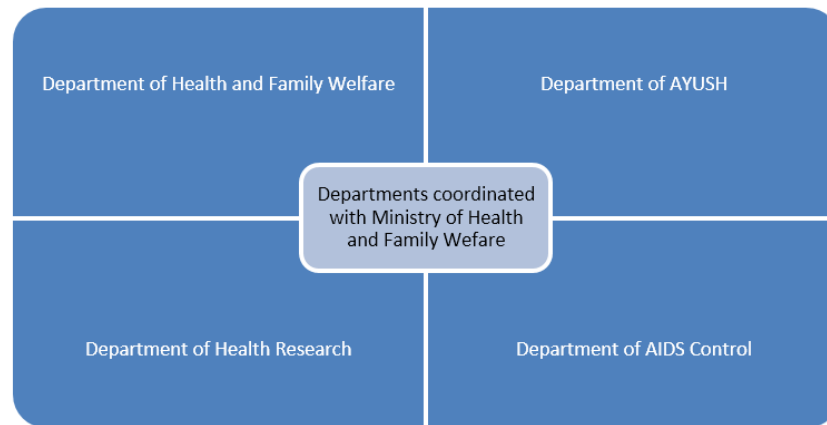 Department of Health and Family Welfare
Department of AYUSH
Departments coordinated
with Ministry of Health
and Family Wefare
Department of Health Research
Department of AIDS Control